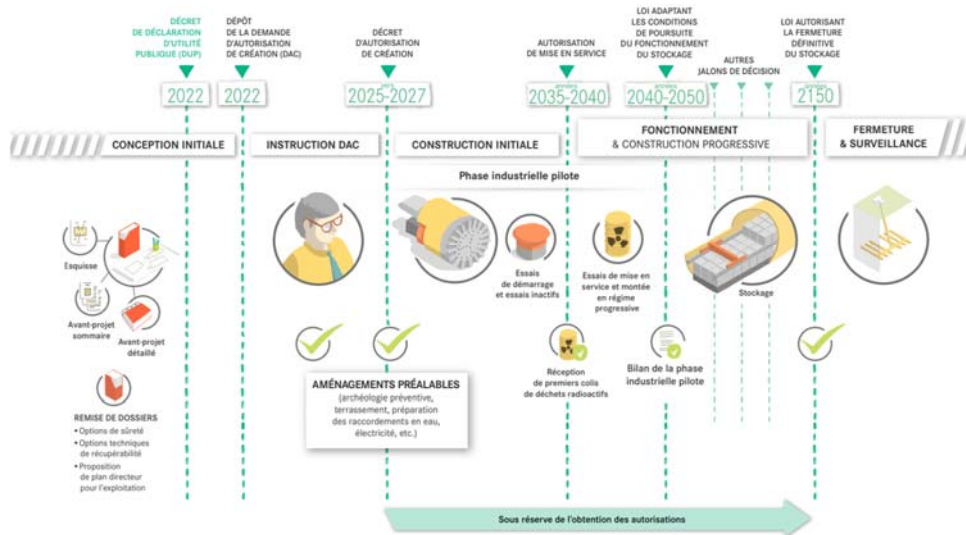 DÉCRET
DE DÉCLARATION
D'UTILITÉ
PUBLIQUE (DUP)
2022
DÉPÔT
DE LA DEMANDE
D'AUTORISATION
DE CRÉATION (DAC)
2022
DÉCRET
D'AUTORISATION
DE CRÉATION
2025-2027
AUTORISATION
DE MISE EN SERVICE
années
2035-2040
LOI ADAPTANT
LES CONDITIONS
DE POURSUITE
DU FONCTIONNEMENT
DU STOCKAGE
années
2040-2050
AUTRES
JALONS DE DÉCISION
LOI AUTORISANT
LA FERMETURE
DÉFINITIVE
DU STOCKAGE
années
2150
CONCEPTION INITIALE
INSTRUCTION DAC
CONSTRUCTION INITIALE
FONCTIONNEMENT
& CONSTRUCTION PROGRESSIVE
FERMETURE
& SURVEILLANCE
Phase industrielle pilote
Esquisse
Avant-projet
sommaire
Avant-projet
détaillé
REMISE DE DOSSIERS
• Options de sûreté
• Options techniques
de récupérabilité
• Proposition
de plan directeur
pour l'exploitation
Essais
de démarrage
et essais inactifs
Essais de mise en
service et montée
en régime
progressive
Stockage
AMÉNAGEMENTS PRÉALABLES
(archéologie préventive,
terrassement, préparation
des raccordements en eau,
électricité, etc.)
Réception
de premiers colis
de déchets radioactifs
Bilan de la phase
industrielle pilote
Sous réserve de l'obtention des autorisations